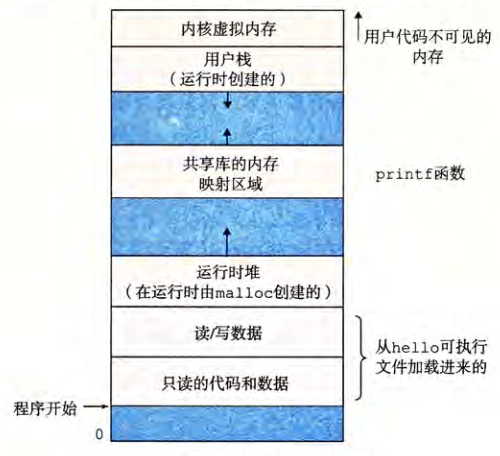 内核虚拟内存
用户代码不可见的
内存
用户栈
（运行时创建的）
共享库的内存
映射区域
printf函数
运行时堆
（在运行时由malloc创建的）
读/写数据
从hello可执行
文件加载进来的
只读的代码和数据
程序开始
0